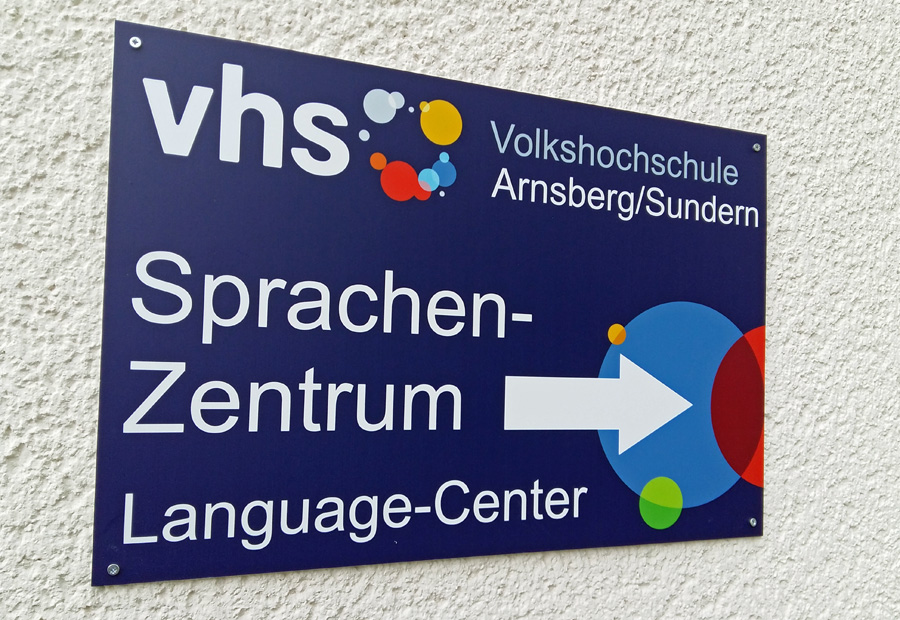 vhs
Volkshochschule
Arnsberg/Sundern
Sprachen-
Zentrum
Language-Center